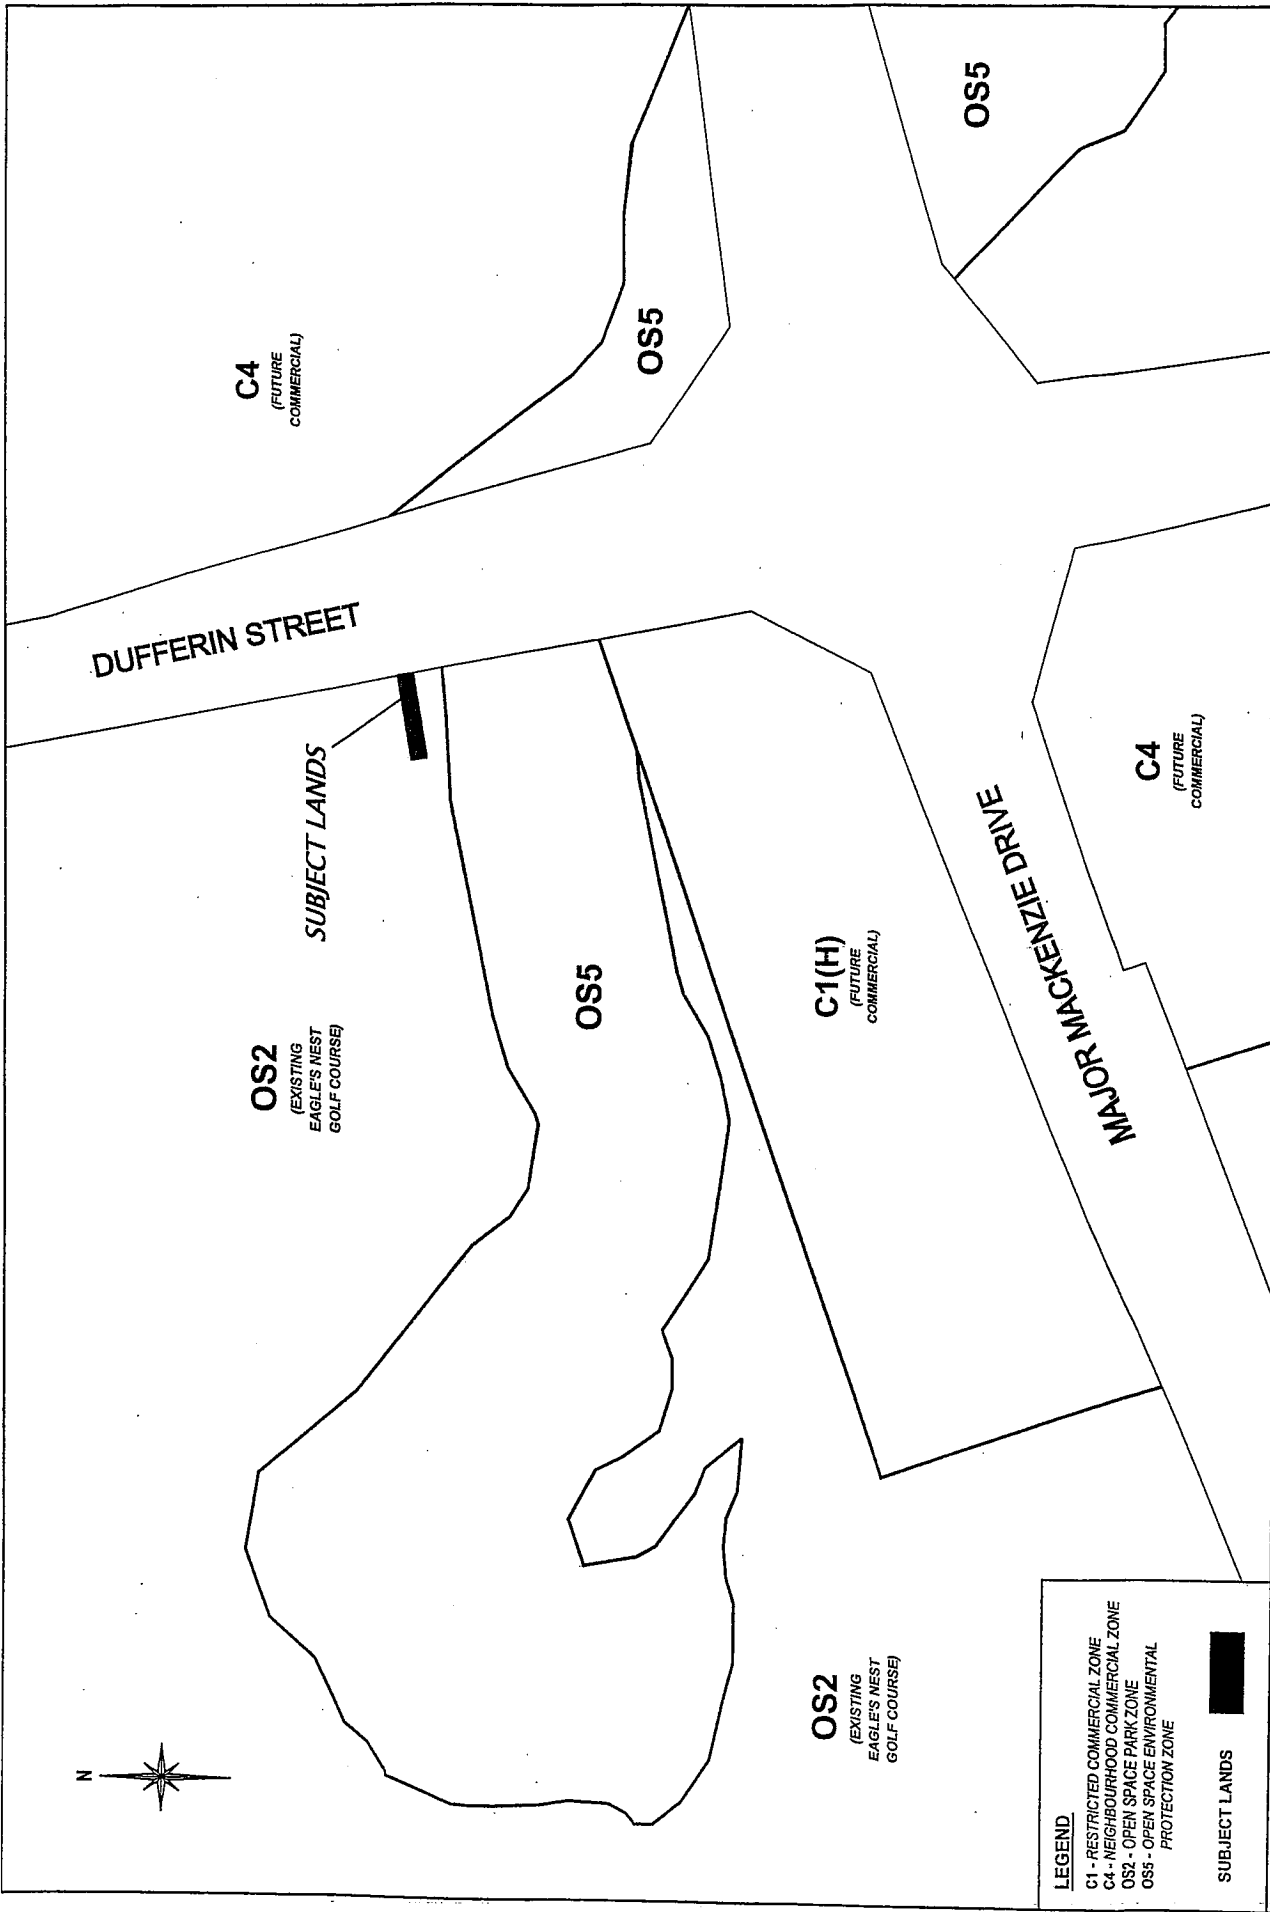 N
C4
(FUTURE
COMMERCIAL)
OS5
OS5
DUFFERIN STREET
SUBJECT LANDS
OS2
(EXISTING
EAGLE'S NEST
GOLF COURSE)
OS5
C1(H)
(FUTURE
COMMERCIAL)
MAJOR MACKENZIE DRIVE
C4
(FUTURE
COMMERCIAL)
OS2
(EXISTING
EAGLE'S NEST
GOLF COURSE)
LEGEND
C1 - RESTRICTED COMMERCIAL ZONE
C4 - NEIGHBOURHOOD COMMERCIAL ZONE
OS2 - OPEN SPACE PARK ZONE
OS5 - OPEN SPACE ENVIRONMENTAL
PROTECTION ZONE
SUBJECT LANDS